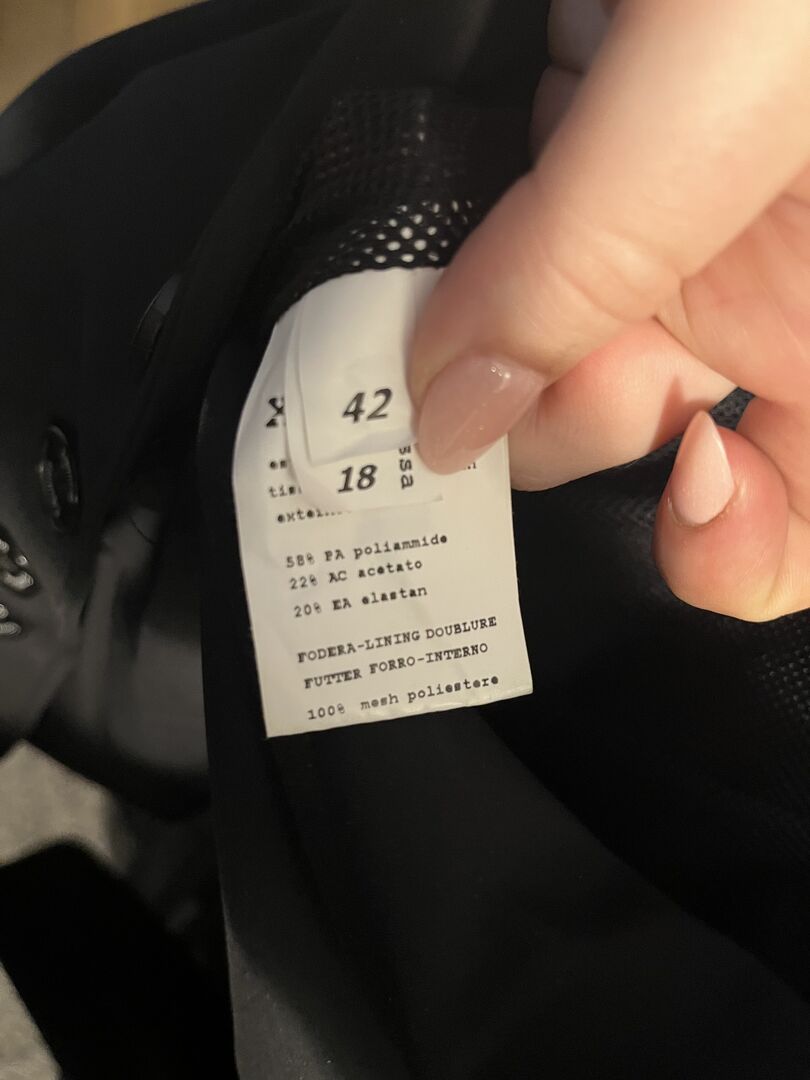 42
18
ssa
58% PA poliammide
22% AC acetato
20% EA elastan
FODERA-LINING DOUBLURE
FUTTER FORRO-INTERNO
100% mesh poliestere